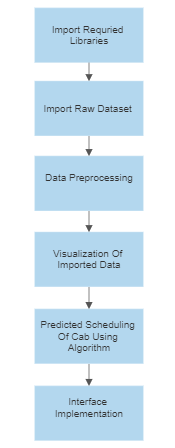 Import Requried
Libraries
Import Raw Dataset
Data Preprocessing
Visualization Of
Imported Data
Predicted Scheduling
Of Cab Using
Algorithm
Interface
Implementation